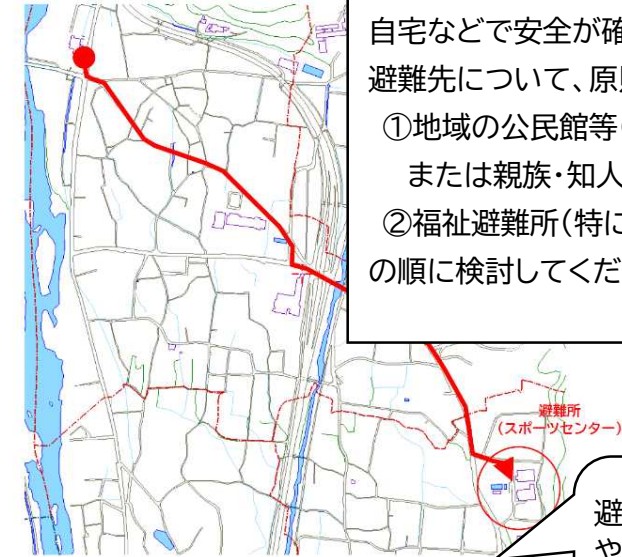 自宅などで安全が確
避難先について、原
①地域の公民館等
または親族・知人
②福祉避難所(特に
の順に検討してくだ
避難所
(スポーツセンター)
避
や